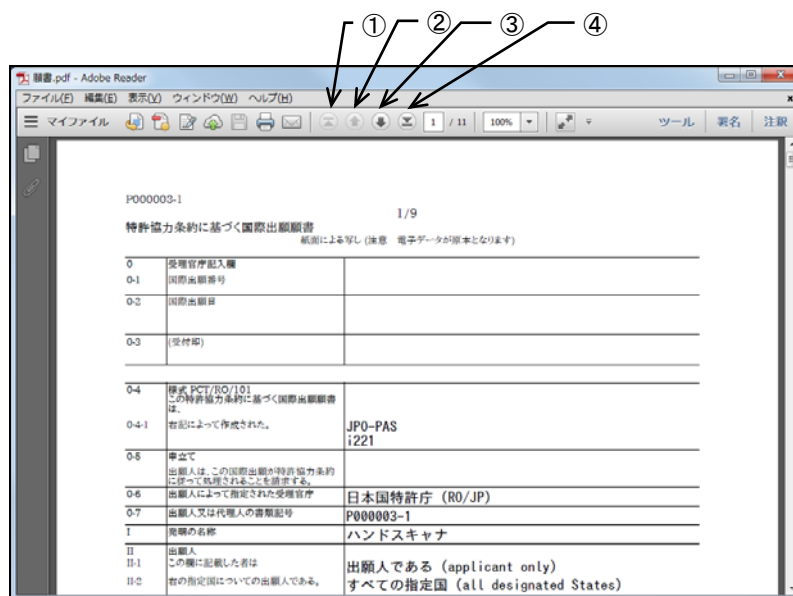 ① ② ③ ④
願書.pdf - Adobe Reader
ファイル(F) 編集(E) 表示(V) ウィンドウ(W) ヘルプ(H)
マイファイル 1 / 11 100% ツール 署名 注釈
P000003-1
1/9
特許協力条約に基づく国際出願願書
紙面による写し (注意 電子データが原本となります)
0 受理官庁記入欄
0-1 国際出願番号
0-2 国際出願日
0-3 (受付印)
0-4 様式 PCT/RO/101
この特許協力条約に基づく国際出願願書
は、
0-4-1 右記によって作成された。 JPO-PAS
i221
0-5 申立て
出願人は、この国際出願が特許協力条約
に従って処理されることを請求する。
0-6 出願人によって指定された受理官庁 日本国特許庁 (RO/JP)
0-7 出願人又は代理人の書類記号 P000003-1
I 発明の名称 ハンドスキャナ
II 出願人
II-1 この欄に記載した者は 出願人である (applicant only)
II-2 右の指定国についての出願人である。 すべての指定国 (all designated States)